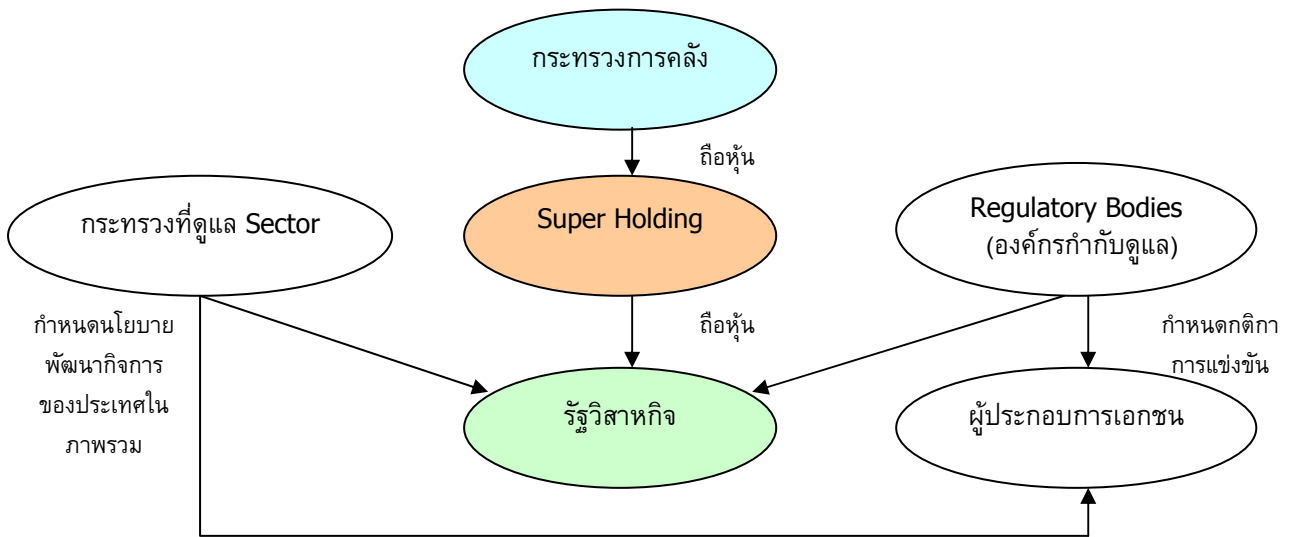 กระทรวงการคลัง
ถือหุ้น
กระทรวงที่ดูแล Sector
Super Holding
Regulatory Bodies
(องค์กรกำกับดูแล)
กำหนดนโยบาย
พัฒนากิจการ
ของประเทศใน
ภาพรวม
ถือหุ้น
กำหนดกติกา
การแข่งขัน
รัฐวิสาหกิจ
ผู้ประกอบการเอกชน